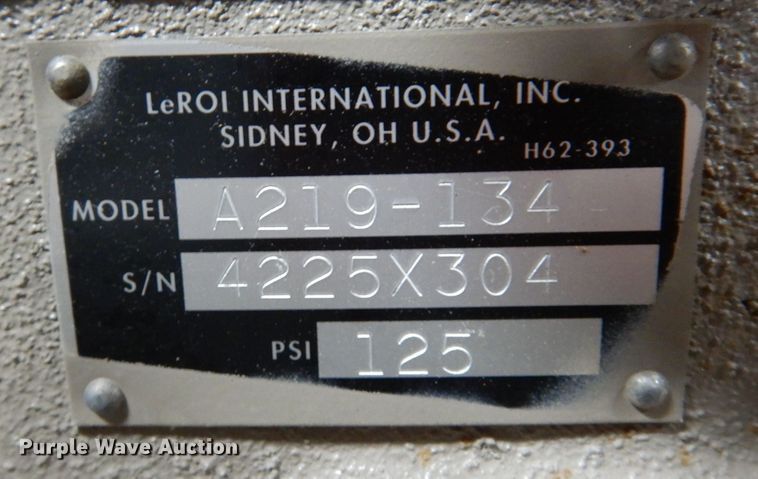 LeROI INTERNATIONAL, INC.
SIDNEY, OH U.S.A.
H62-393
MODEL A219-134
S/N 4225X304
PSI 125
Purple Wave Auction